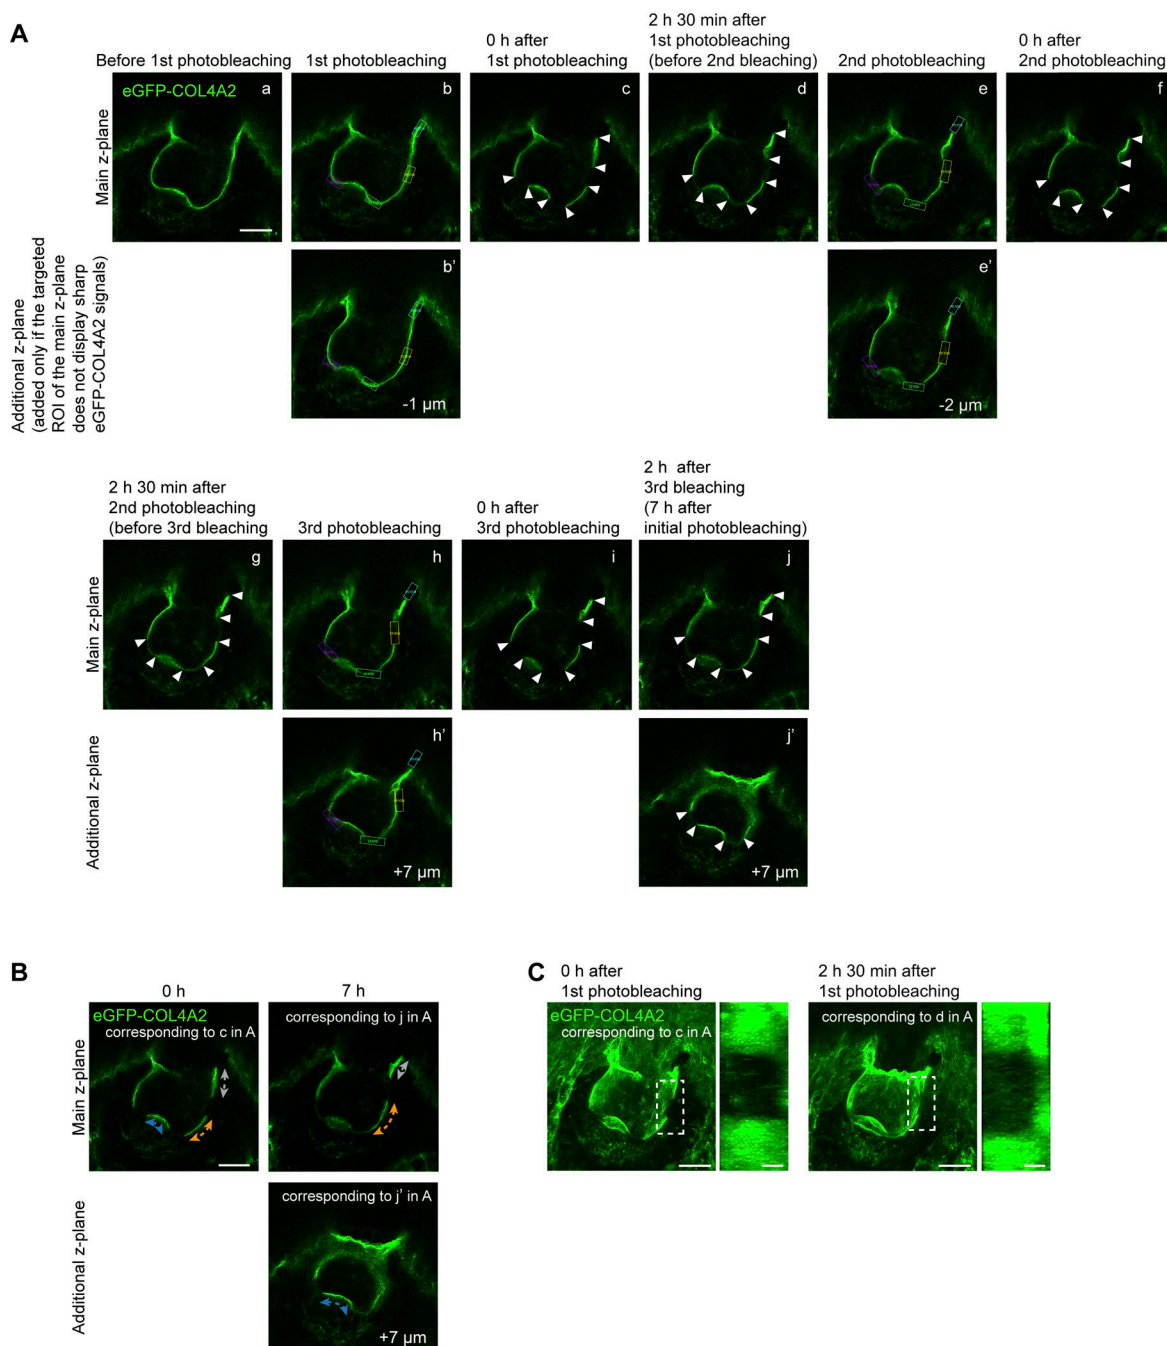 A
Before 1st photobleaching
1st photobleaching
0 h after
1st photobleaching
2 h 30 min after
1st photobleaching
(before 2nd bleaching)
2nd photobleaching
0 h after
2nd photobleaching
Main z-plane
eGFP-COL4A2
a
b
c
d
e
f
Additional z-plane
(added only if the targeted
ROI of the main z-plane
does not display sharp
eGFP-COL4A2 signals)
b'
-1 µm
e'
-2 µm
2 h 30 min after
2nd photobleaching
(before 3rd bleaching
3rd photobleaching
0 h after
3rd photobleaching
2 h after
3rd bleaching
(7 h after
initial photobleaching)
Main z-plane
g
h
i
j
Additional z-plane
h'
+7 µm
j'
+7 µm
B
0 h
7 h
Main z-plane
eGFP-COL4A2
corresponding to c in A
corresponding to j in A
Additional z-plane
corresponding to j' in A
+7 µm
C
0 h after
1st photobleaching
2 h 30 min after
1st photobleaching
eGFP-COL4A2
corresponding to c in A
corresponding to d in A